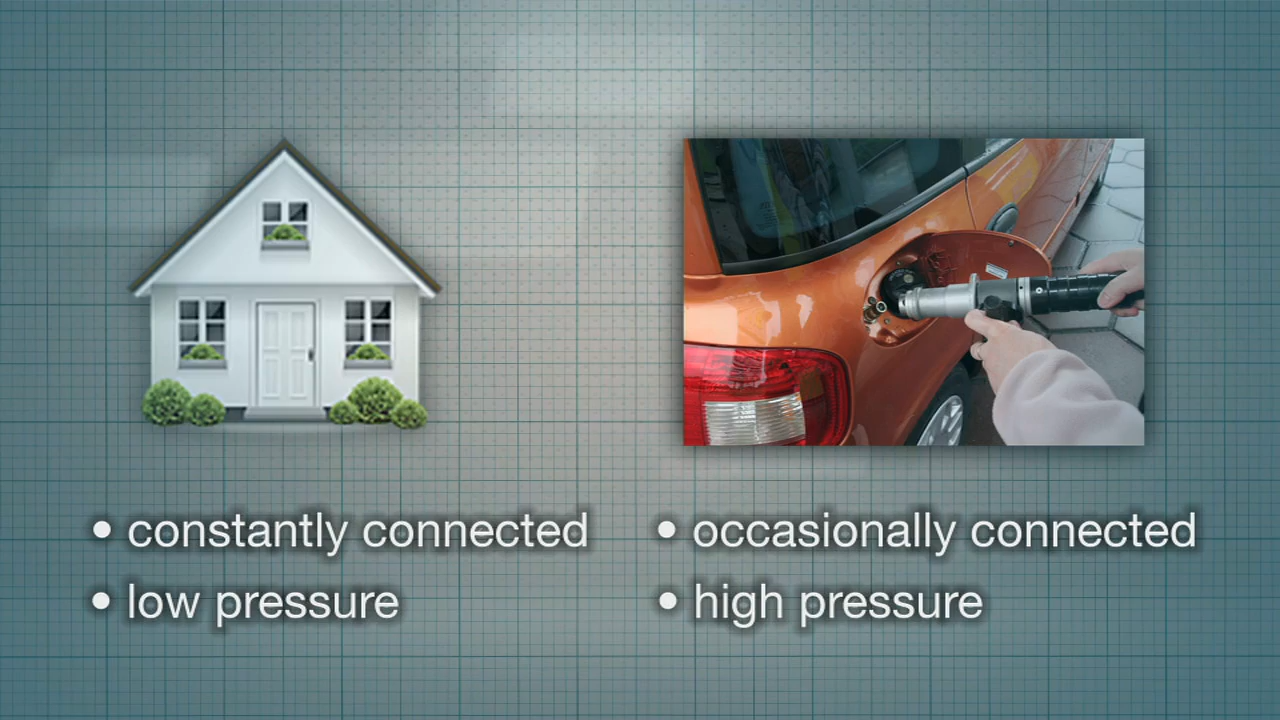 • constantly connected
• low pressure
• occasionally connected
• high pressure